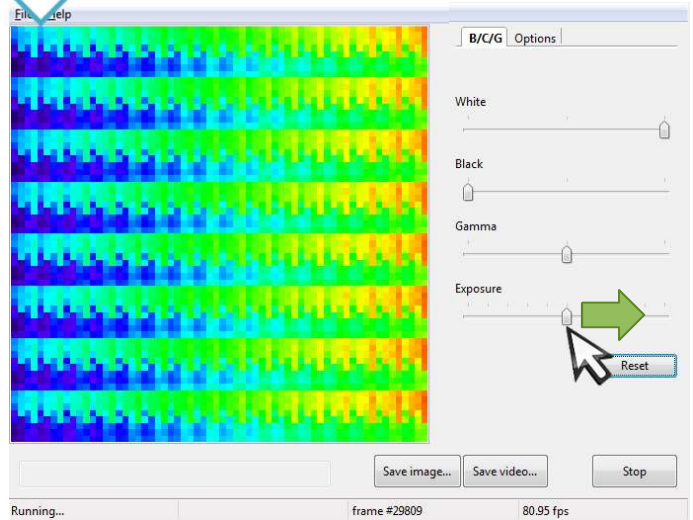 Help
B/C/G Options
White
Black
Gamma
Exposure
Reset
Save image... Save video... Stop
Running... frame #29809 80.95 fps